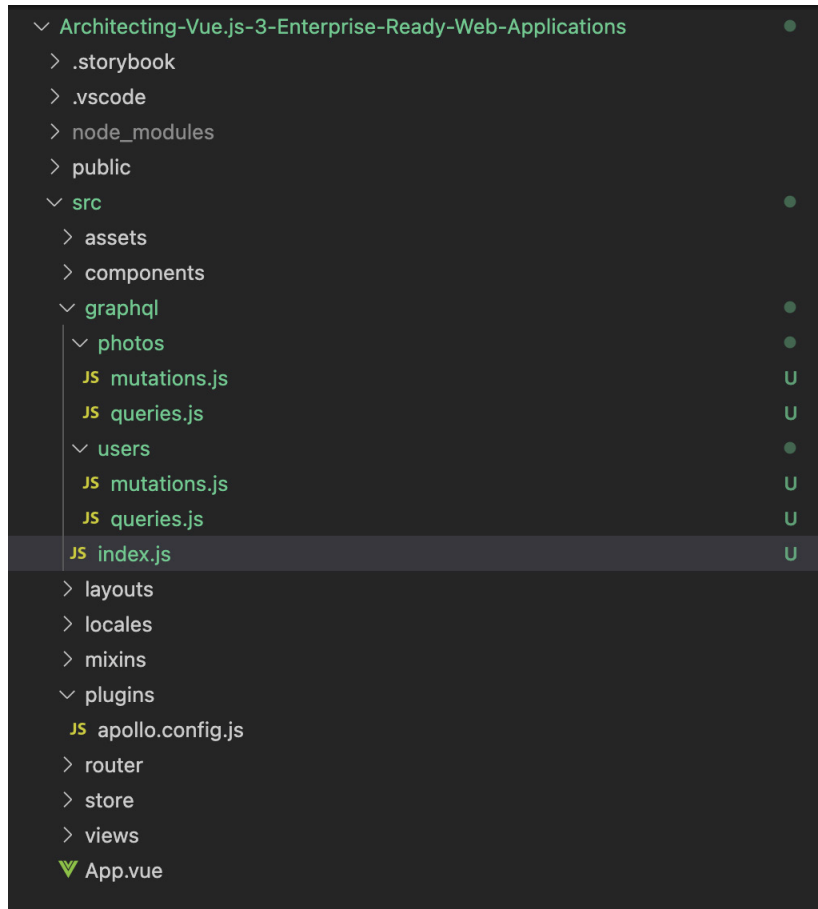 Architecting-Vue.js-3-Enterprise-Ready-Web-Applications
.storybook
.vscode
node_modules
public
src
assets
components
graphql
photos
JS mutations.js U
JS queries.js U
users
JS mutations.js U
JS queries.js U
JS index.js U
layouts
locales
mixins
plugins
JS apollo.config.js
router
store
views
App.vue